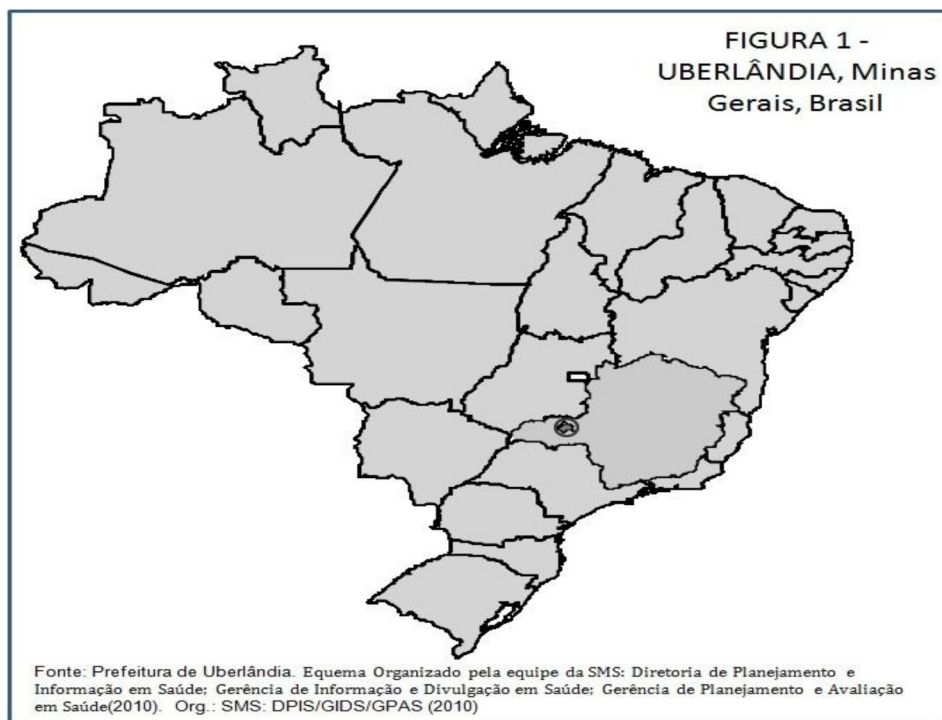 FIGURA 1 -
UBERLÂNDIA, Minas
Gerais, Brasil
Fonte: Prefeitura de Uberlândia. Equema Organizado pela equipe da SMS: Diretoria de Planejamento e
Informação em Saúde; Gerência de Informação e Divulgação em Saúde; Gerência de Planejamento e Avaliação
em Saúde(2010). Org.: SMS: DPIS/GIDS/GPAS (2010)